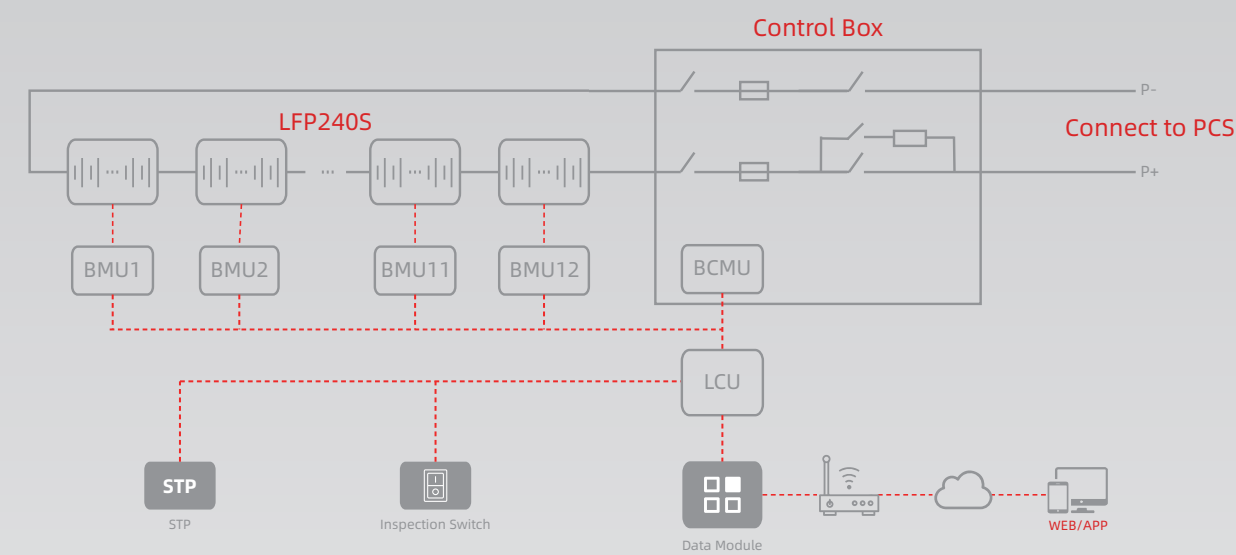 Control Box
P-
LFP240S
Connect to PCS
P+
BMU1
BMU2
BMU11
BMU12
BCMU
LCU
STP
STP
Inspection Switch
Data Module
WEB/APP